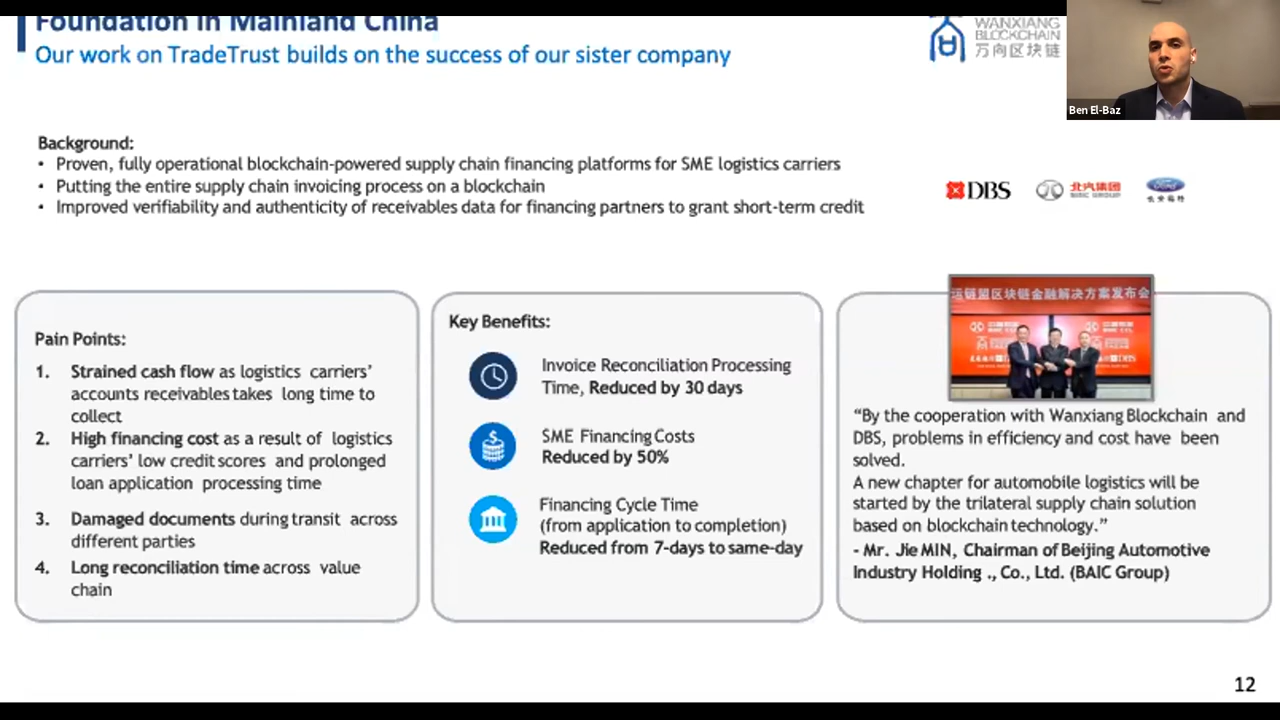 Foundation in Mainland China
Our work on TradeTrust builds on the success of our sister company
WANXIANG
BLOCKCHAIN
万向区块链
Ben El-Baz
Background:
• Proven, fully operational blockchain-powered supply chain financing platforms for SME logistics carriers
• Putting the entire supply chain invoicing process on a blockchain
• Improved verifiability and authenticity of receivables data for financing partners to grant short-term credit
DBS
北汽集团
BAIC GROUP
Ford
长安福特
Pain Points:
1. Strained cash flow as logistics carriers’
accounts receivables takes long time to
collect
2. High financing cost as a result of logistics
carriers’ low credit scores and prolonged
loan application processing time
3. Damaged documents during transit across
different parties
4. Long reconciliation time across value
chain
Key Benefits:
Invoice Reconciliation Processing
Time, Reduced by 30 days
SME Financing Costs
Reduced by 50%
Financing Cycle Time
(from application to completion)
Reduced from 7-days to same-day
运链盟区块链金融解决方案发布会
DBS
“By the cooperation with Wanxiang Blockchain and
DBS, problems in efficiency and cost have been
solved.
A new chapter for automobile logistics will be
started by the trilateral supply chain solution
based on blockchain technology.”
- Mr. Jie MIN, Chairman of Beijing Automotive
Industry Holding ., Co., Ltd. (BAIC Group)
12